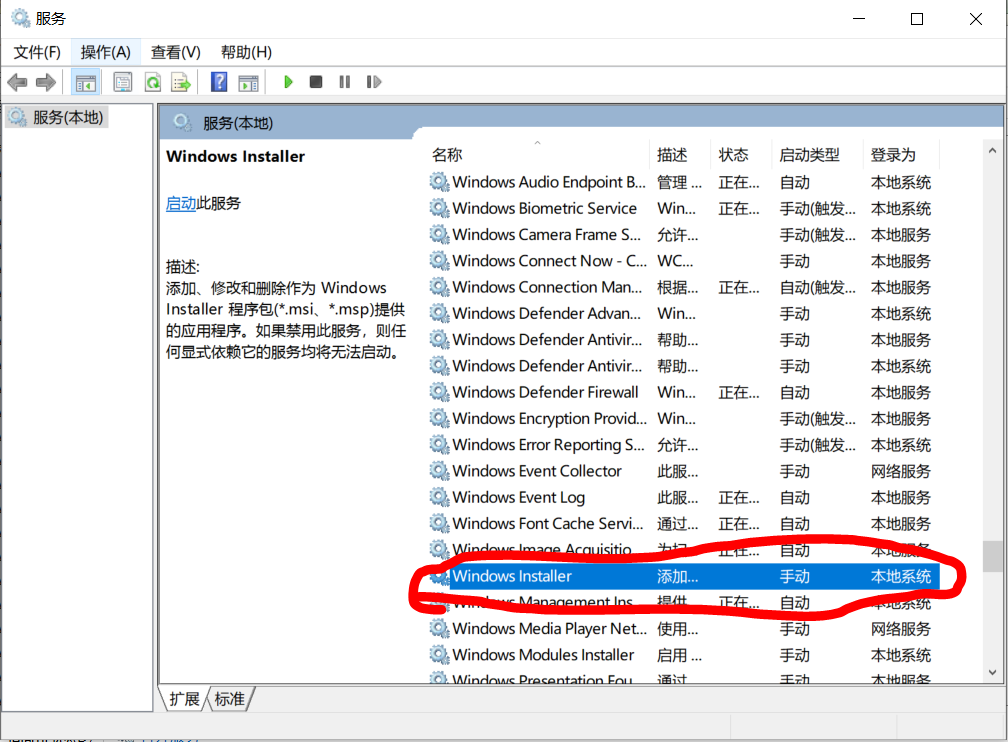 服务
文件(F) 操作(A) 查看(V) 帮助(H)
服务(本地)
服务(本地)
Windows Installer
启动此服务
描述:
添加、修改和删除作为 Windows
Installer 程序包(*.msi、*.msp)提供
的应用程序。如果禁用此服务，则任
何显式依赖它的服务均将无法启动。
名称 描述 状态 启动类型 登录为
Windows Audio Endpoint B... 管理 ... 正在... 自动 本地系统
Windows Biometric Service Win... 正在... 手动(触发... 本地系统
Windows Camera Frame S... 允许... 手动(触发... 本地服务
Windows Connect Now - C... WC... 手动 本地服务
Windows Connection Man... 根据... 正在... 自动(触发... 本地服务
Windows Defender Advan... Win... 手动 本地系统
Windows Defender Antivir... 帮助... 手动 本地服务
Windows Defender Antivir... 帮助... 手动 本地系统
Windows Defender Firewall Win... 正在... 自动 本地服务
Windows Encryption Provid... Win... 手动(触发... 本地服务
Windows Error Reporting S... 允许... 手动(触发... 本地系统
Windows Event Collector 此服... 手动 网络服务
Windows Event Log 此服... 正在... 自动 本地服务
Windows Font Cache Servi... 通过... 正在... 自动 本地服务
Windows Image Acquisitio... 为扫... 正在... 自动 本地服务
Windows Installer 添加... 手动 本地系统
Windows Management Ins... 提供... 正在... 自动 本地系统
Windows Media Player Net... 使用... 手动 网络服务
Windows Modules Installer 启用 ... 手动 本地系统
Windows Presentation Fou... 通过... 手动 本地服务
扩展 标准